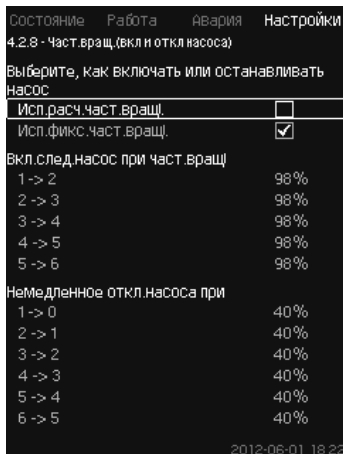 Состояние Работа Авария Настройки
4.2.8 - Част.вращ.(вкл и откл насоса)
Выберите, как включать или останавливать
насос
Исп.расч.част.вращl.
Исп.фикс.част.вращl.
Вкл.след.насос при част.вращl
1 -> 2 98%
2 -> 3 98%
3 -> 4 98%
4 -> 5 98%
5 -> 6 98%
Немедленное откл.насоса при
1 -> 0 40%
2 -> 1 40%
3 -> 2 40%
4 -> 3 40%
5 -> 4 40%
6 -> 5 40%
2012-06-01 18:22